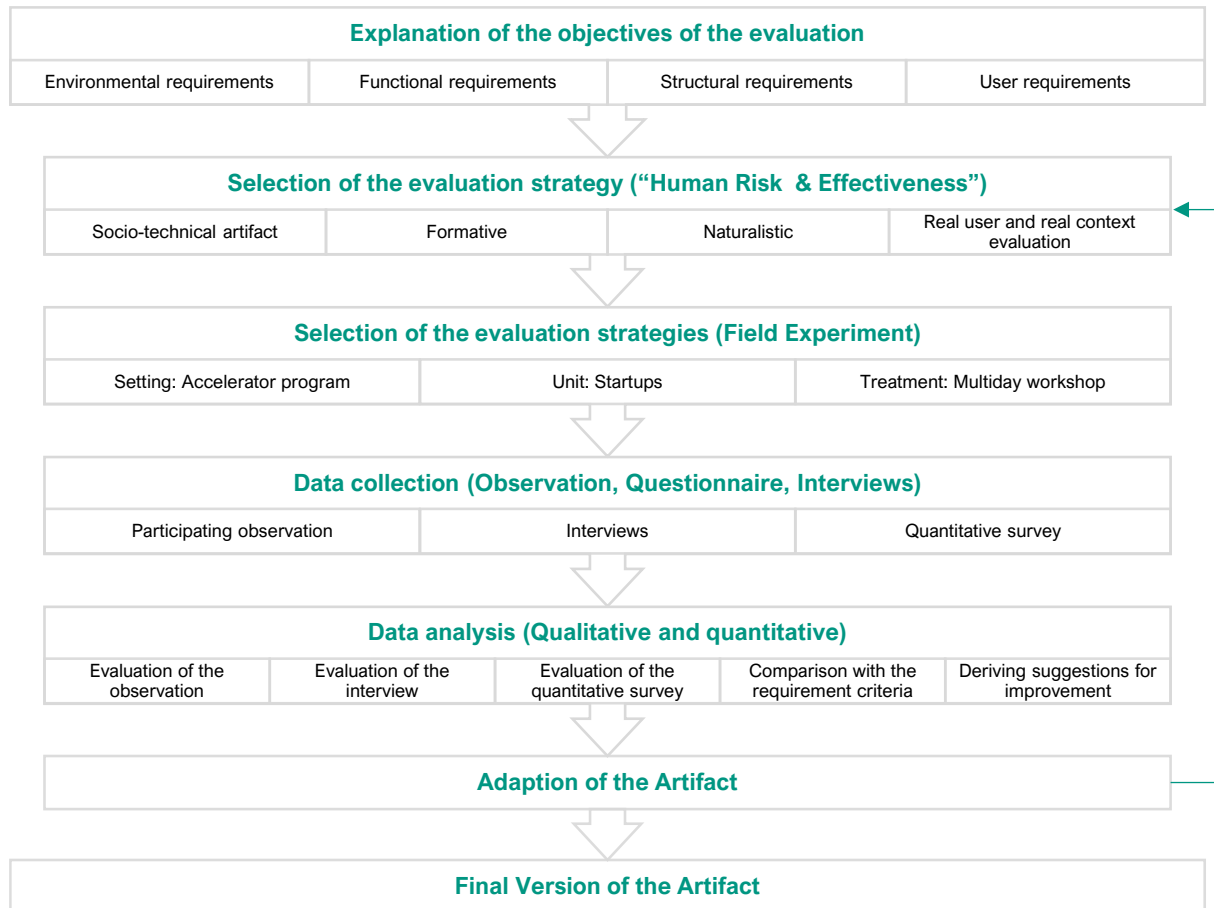 Explanation of the objectives of the evaluation
Environmental requirements
Functional requirements
Structural requirements
User requirements
Selection of the evaluation strategy (“Human Risk & Effectiveness”)
Socio-technical artifact
Formative
Naturalistic
Real user and real context
evaluation
Selection of the evaluation strategies (Field Experiment)
Setting: Accelerator program
Unit: Startups
Treatment: Multiday workshop
Data collection (Observation, Questionnaire, Interviews)
Participating observation
Interviews
Quantitative survey
Data analysis (Qualitative and quantitative)
Evaluation of the
observation
Evaluation of the
interview
Evaluation of the
quantitative survey
Comparison with the
requirement criteria
Deriving suggestions for
improvement
Adaption of the Artifact
Final Version of the Artifact